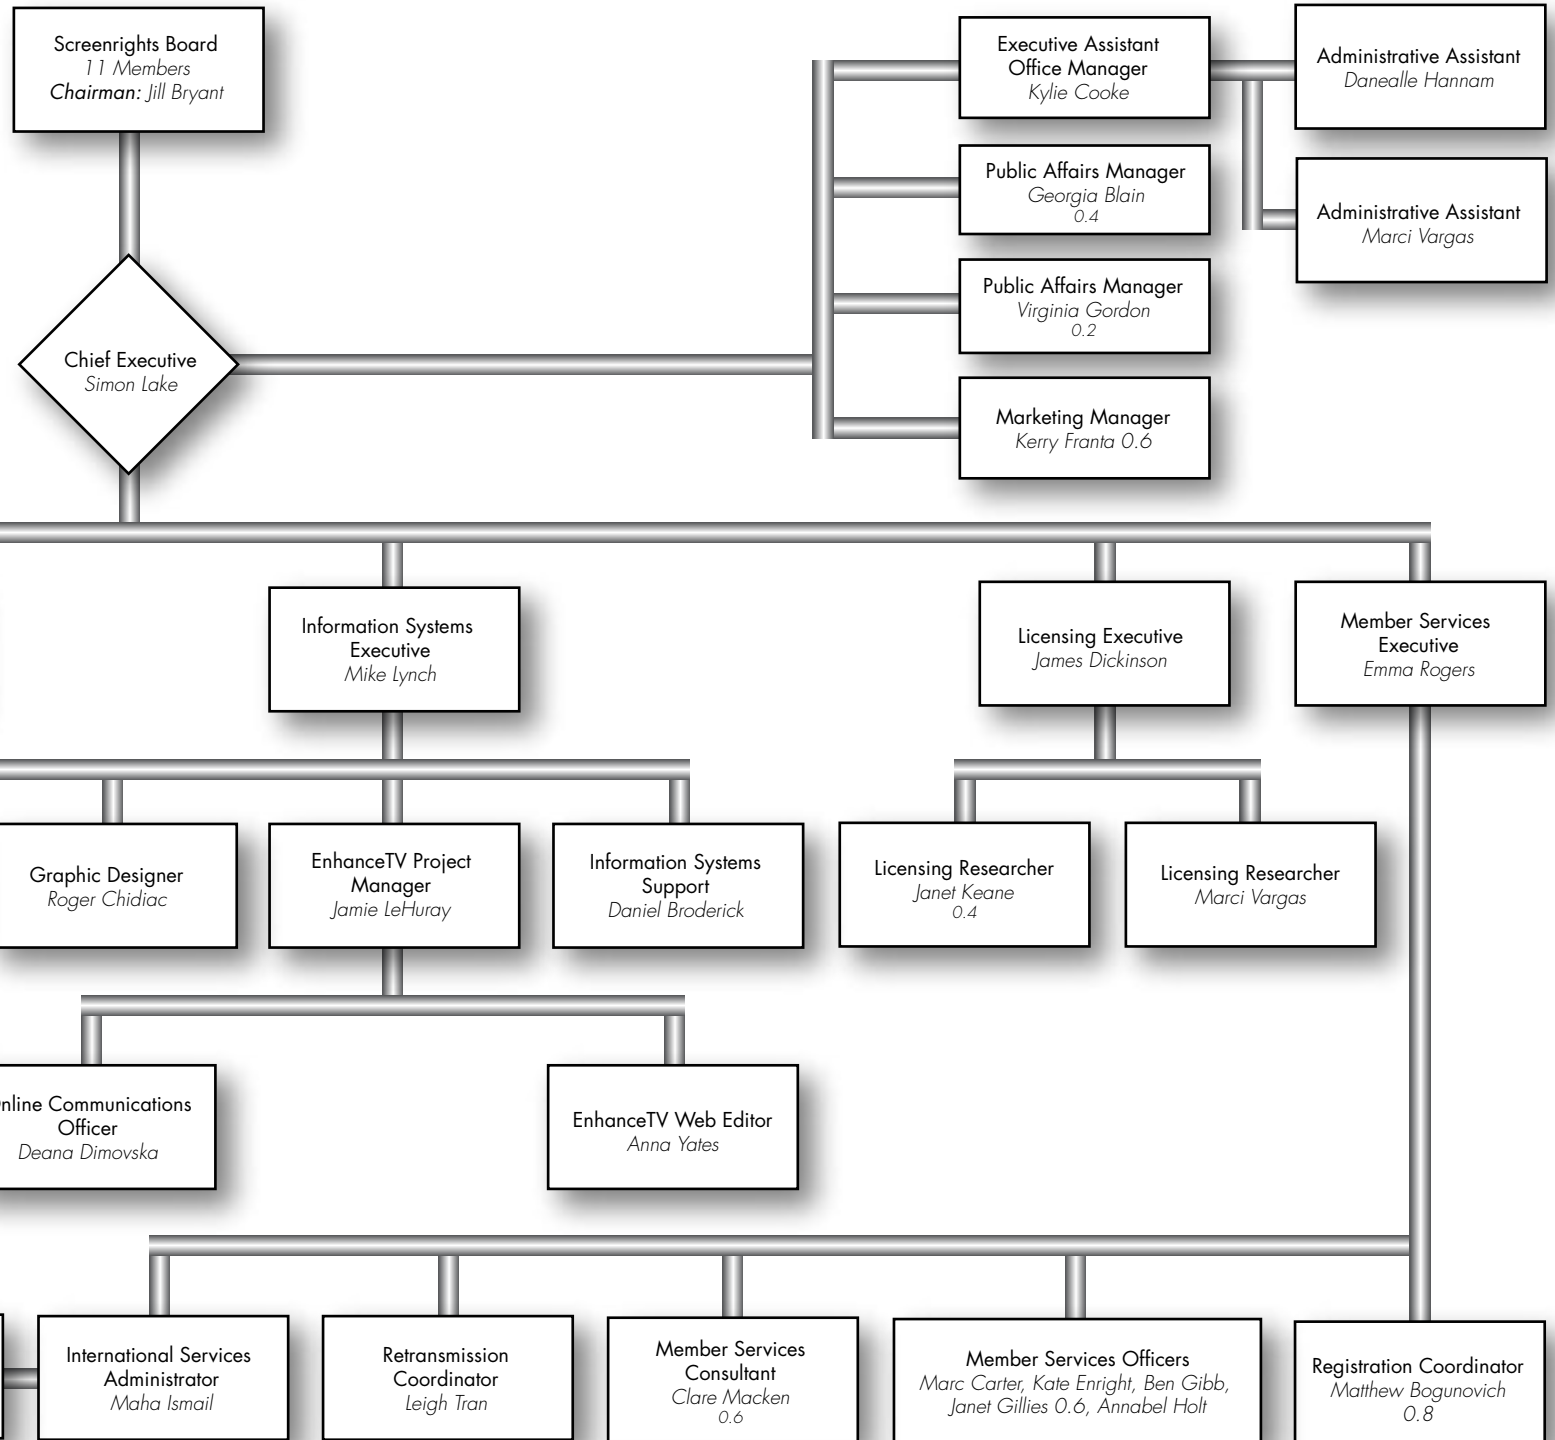 Screenrights Board
11 Members
Chairman: Jill Bryant
Executive Assistant
Office Manager
Kylie Cooke
Administrative Assistant
Danealle Hannam
Public Affairs Manager
Georgia Blain
0.4
Administrative Assistant
Marci Vargas
Public Affairs Manager
Virginia Gordon
0.2
Chief Executive
Simon Lake
Marketing Manager
Kerry Franta 0.6
Information Systems
Executive
Mike Lynch
Licensing Executive
James Dickinson
Member Services
Executive
Emma Rogers
Graphic Designer
Roger Chidiac
EnhanceTV Project
Manager
Jamie LeHuray
Information Systems
Support
Daniel Broderick
Licensing Researcher
Janet Keane
0.4
Licensing Researcher
Marci Vargas
nline Communications
Officer
Deana Dimovska
EnhanceTV Web Editor
Anna Yates
International Services
Administrator
Maha Ismail
Retransmission
Coordinator
Leigh Tran
Member Services
Consultant
Clare Macken
0.6
Member Services Officers
Marc Carter, Kate Enright, Ben Gibb,
Janet Gillies 0.6, Annabel Holt
Registration Coordinator
Matthew Bogunovich
0.8